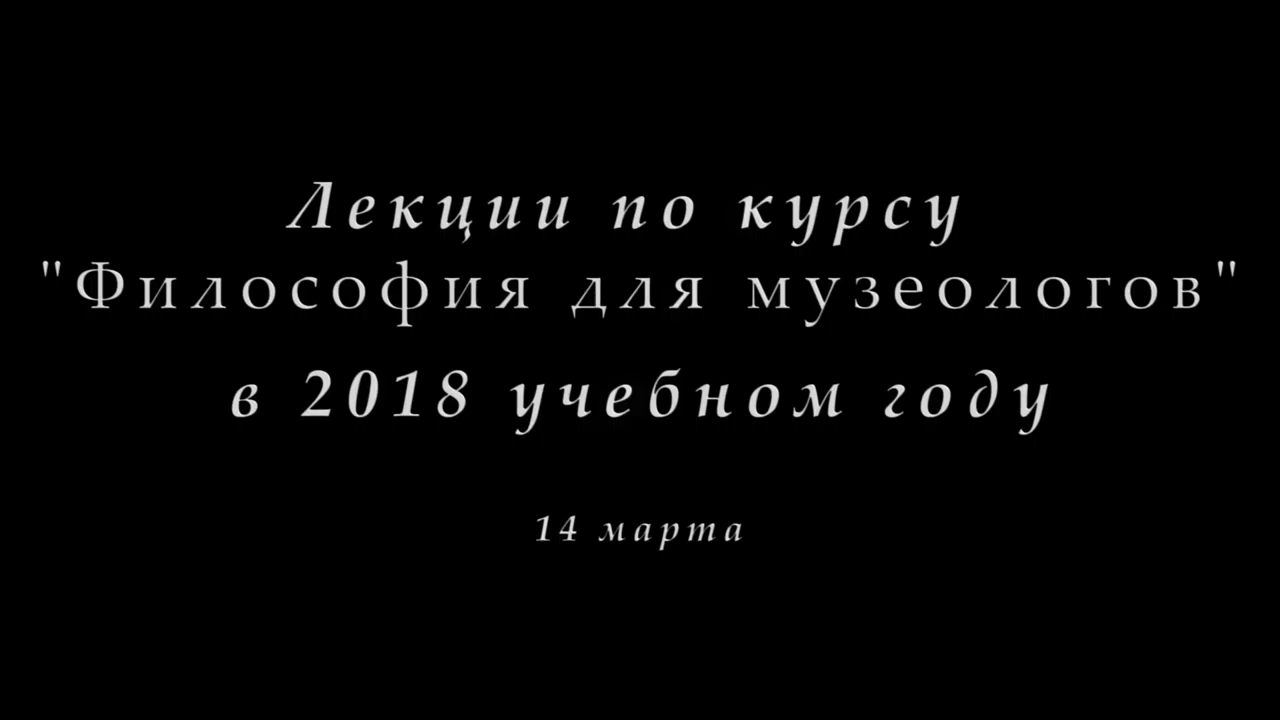 Лекции по курсу
"Философия для музеологов"
в 2018 учебном году
14 марта